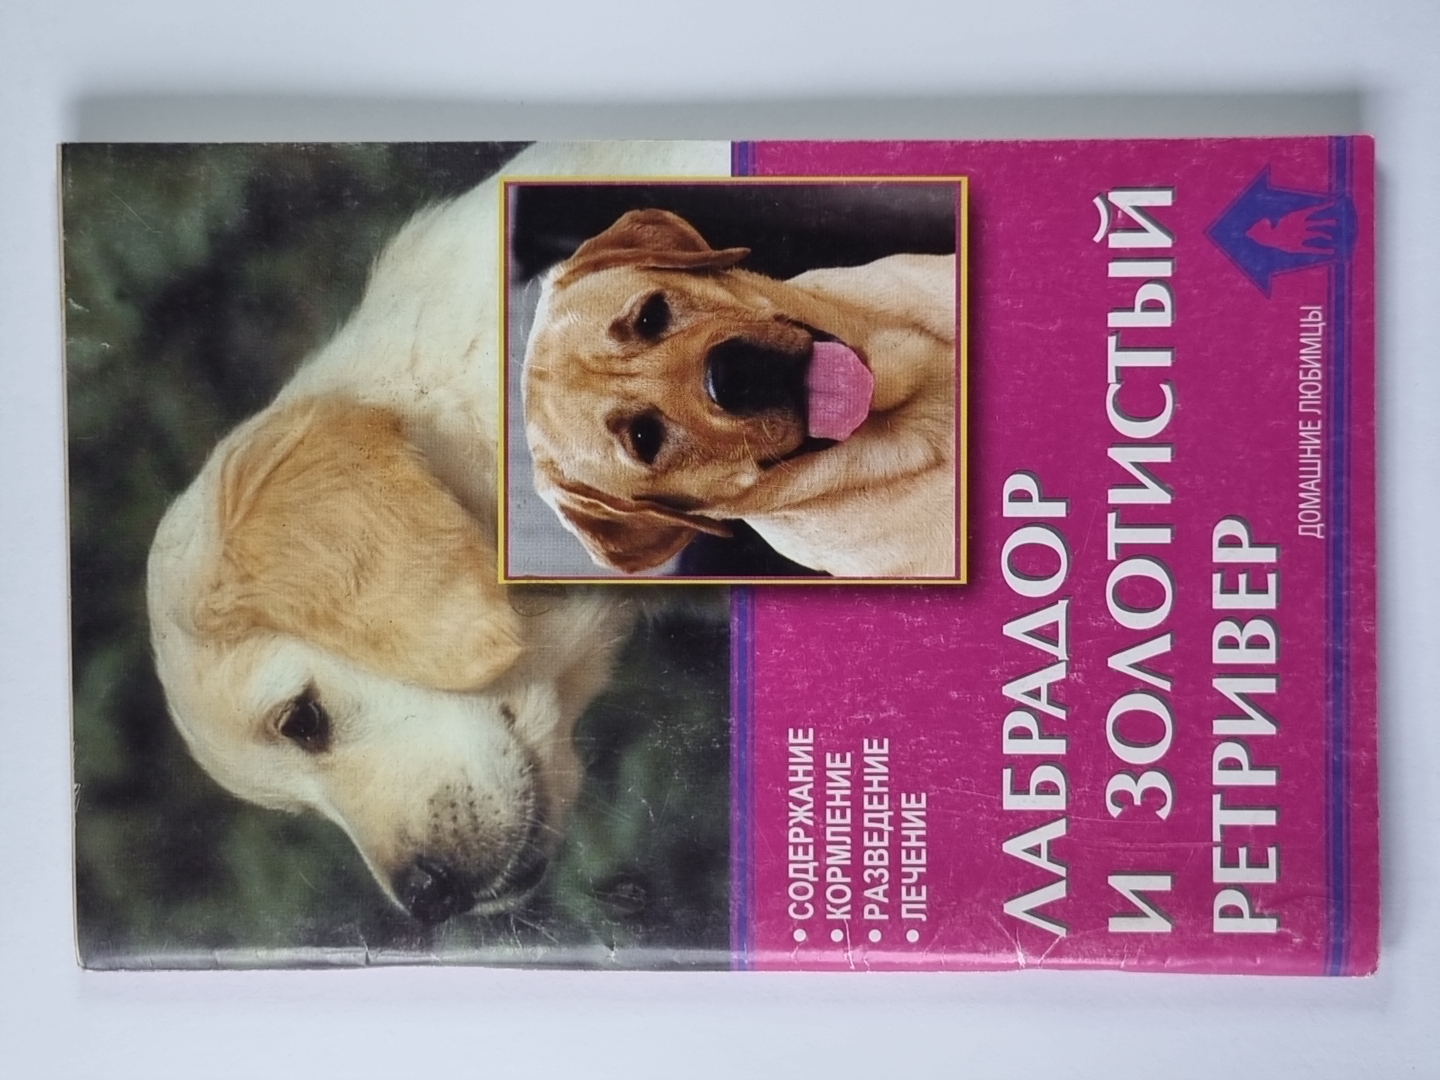 • СОДЕРЖАНИЕ
• КОРМЛЕНИЕ
• РАЗВЕДЕНИЕ
• ЛЕЧЕНИЕ
ЛАБРАДОР
И ЗОЛОТИСТЫЙ
РЕТРИВЕР
ДОМАШНИЕ ЛЮБИМЦЫ